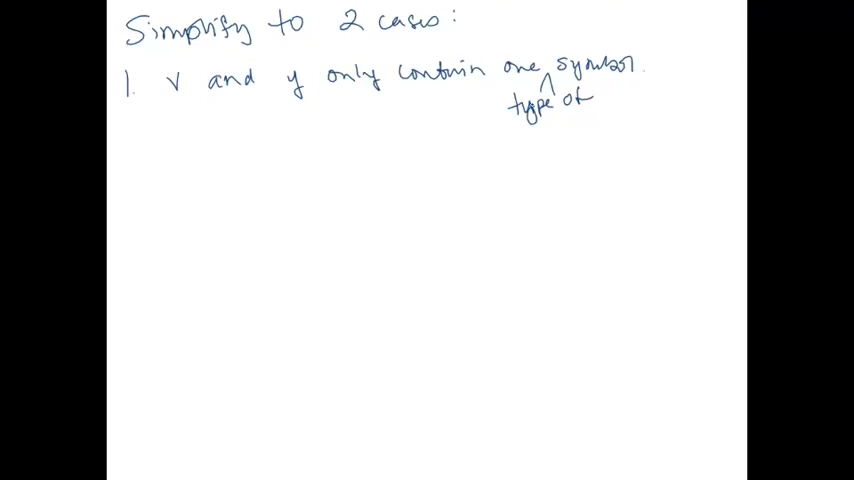 Simplify to 2 cases:
1. v and y only contain one symbol.
type of